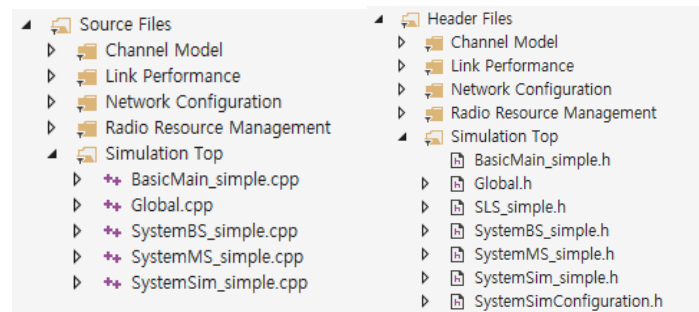 Source Files
Channel Model
Link Performance
Network Configuration
Radio Resource Management
Simulation Top
++ BasicMain_simple.cpp
++ Global.cpp
++ SystemBS_simple.cpp
++ SystemMS_simple.cpp
++ SystemSim_simple.cpp
Header Files
Channel Model
Link Performance
Network Configuration
Radio Resource Management
Simulation Top
h BasicMain_simple.h
h Global.h
h SLS_simple.h
h SystemBS_simple.h
h SystemMS_simple.h
h SystemSim_simple.h
h SystemSimConfiguration.h